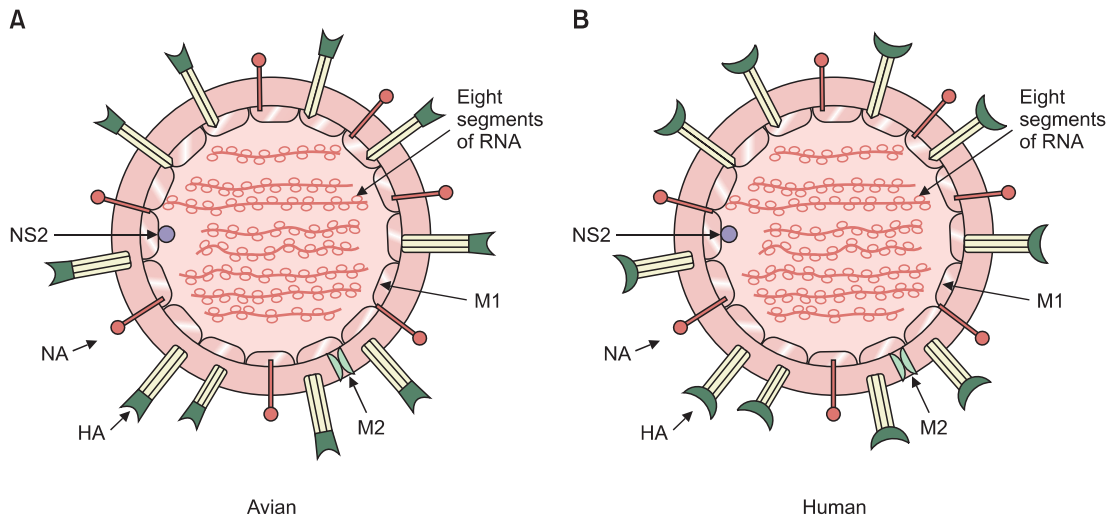 A
Eight
segments
of RNA
NS2
M1
NA
HA
M2
Avian
B
Eight
segments
of RNA
NS2
M1
NA
HA
M2
Human